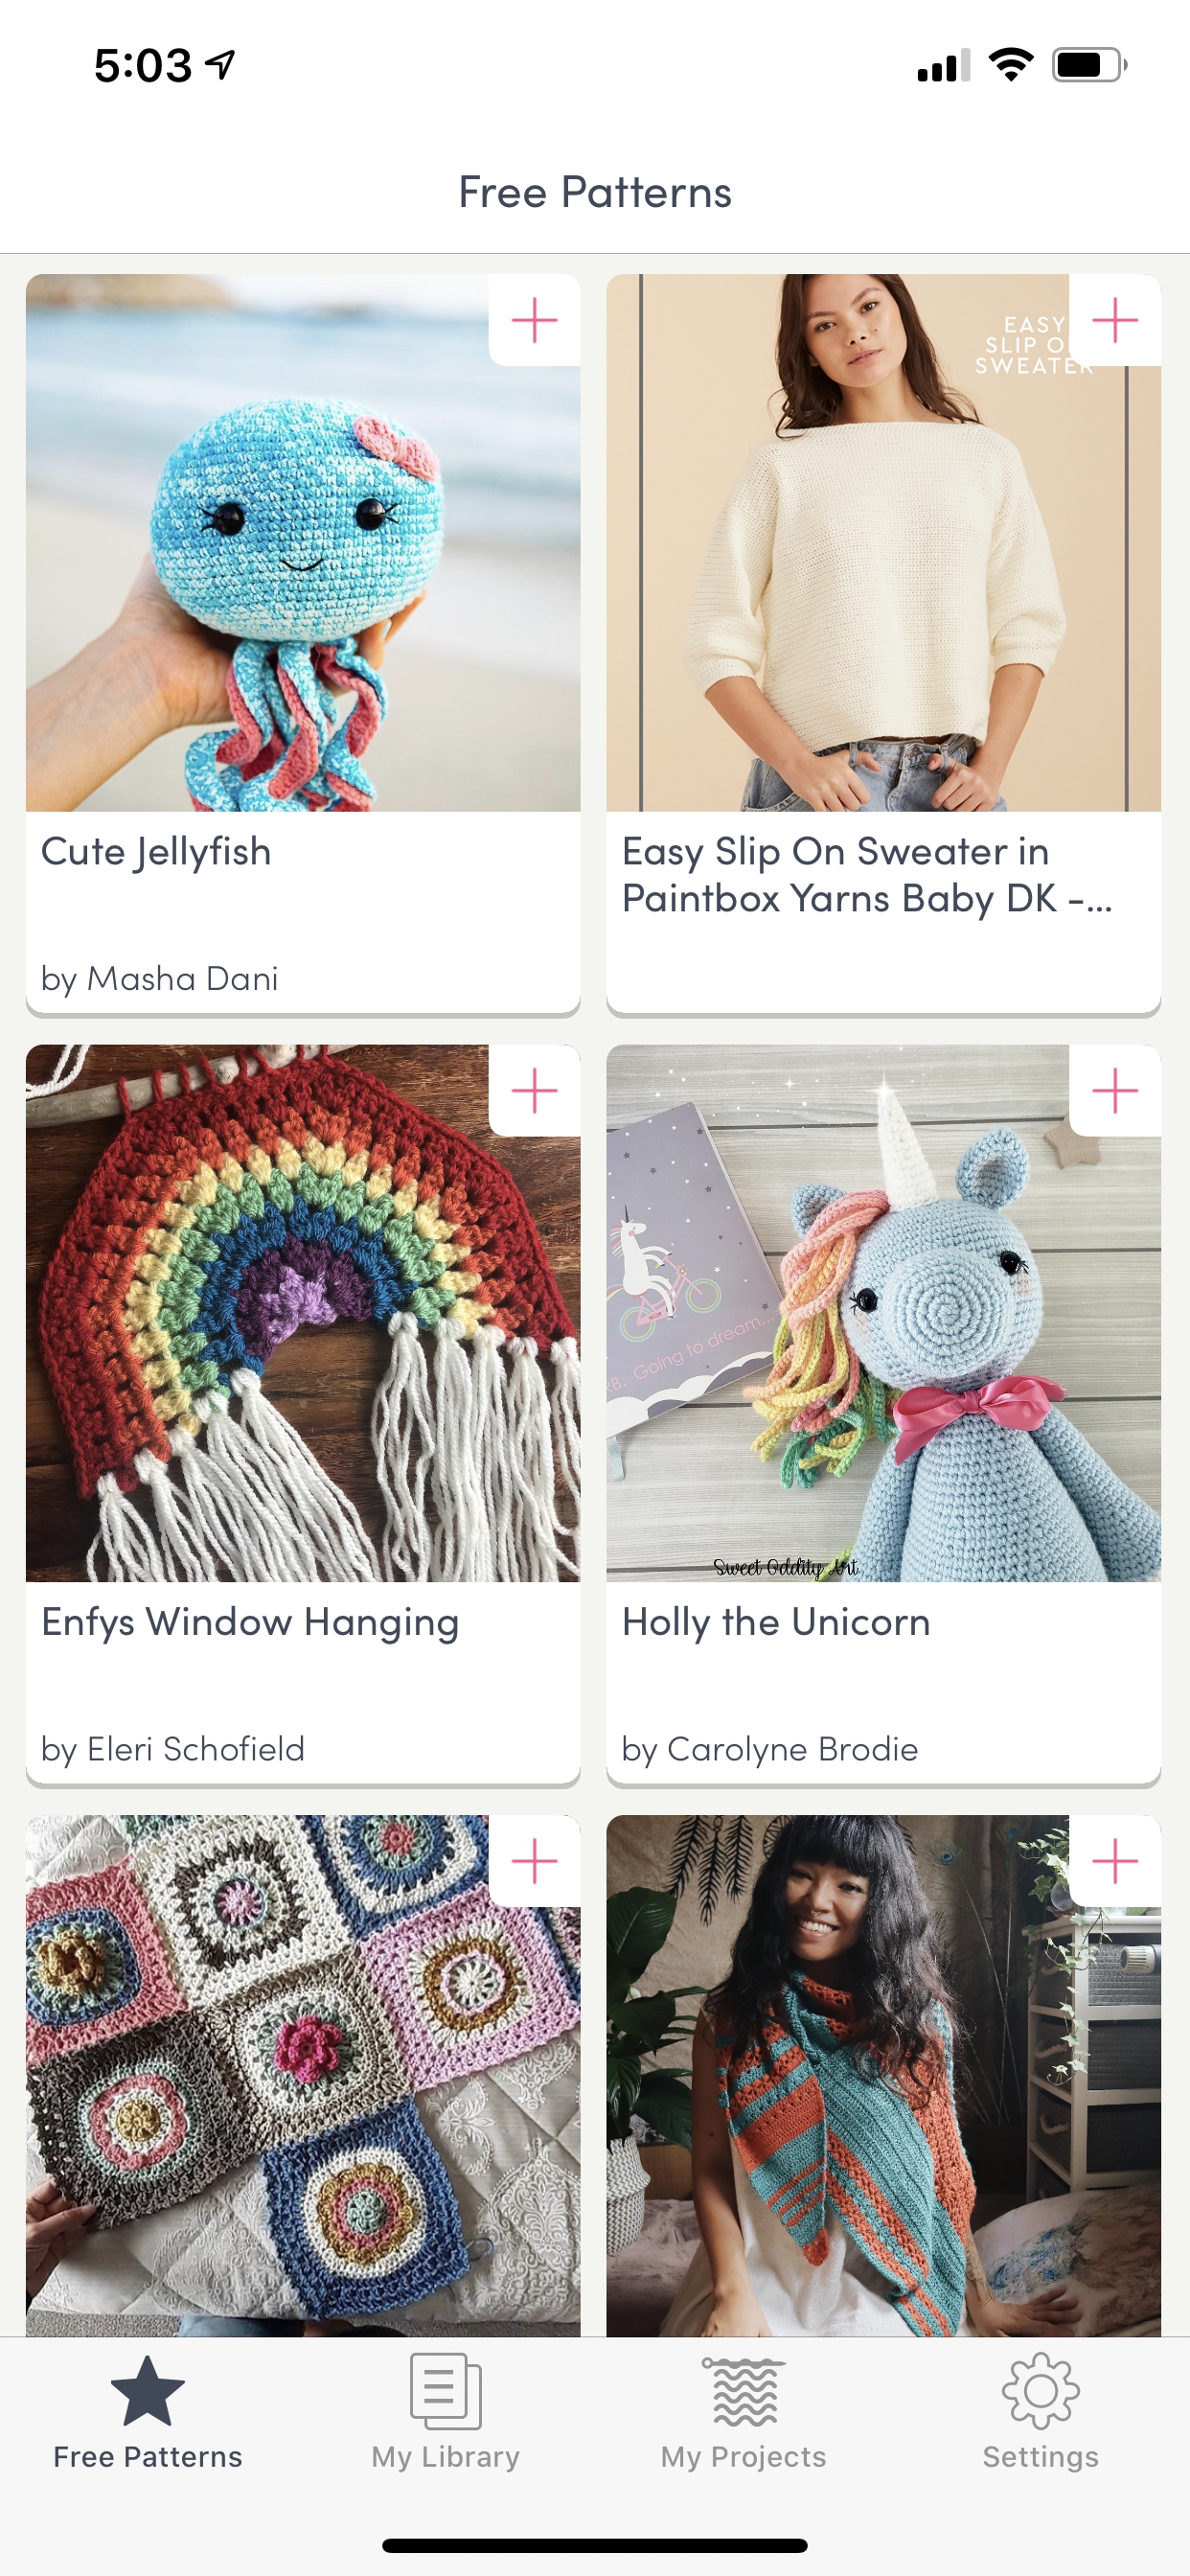 5:03
Free Patterns
EASY
SLIP O
SWEATER
Cute Jellyfish
by Masha Dani
Easy Slip On Sweater in
Paintbox Yarns Baby DK -...
Going to dream...
Sweet Oddity Art
Enfys Window Hanging
by Eleri Schofield
Holly the Unicorn
by Carolyne Brodie
Free Patterns
My Library
My Projects
Settings